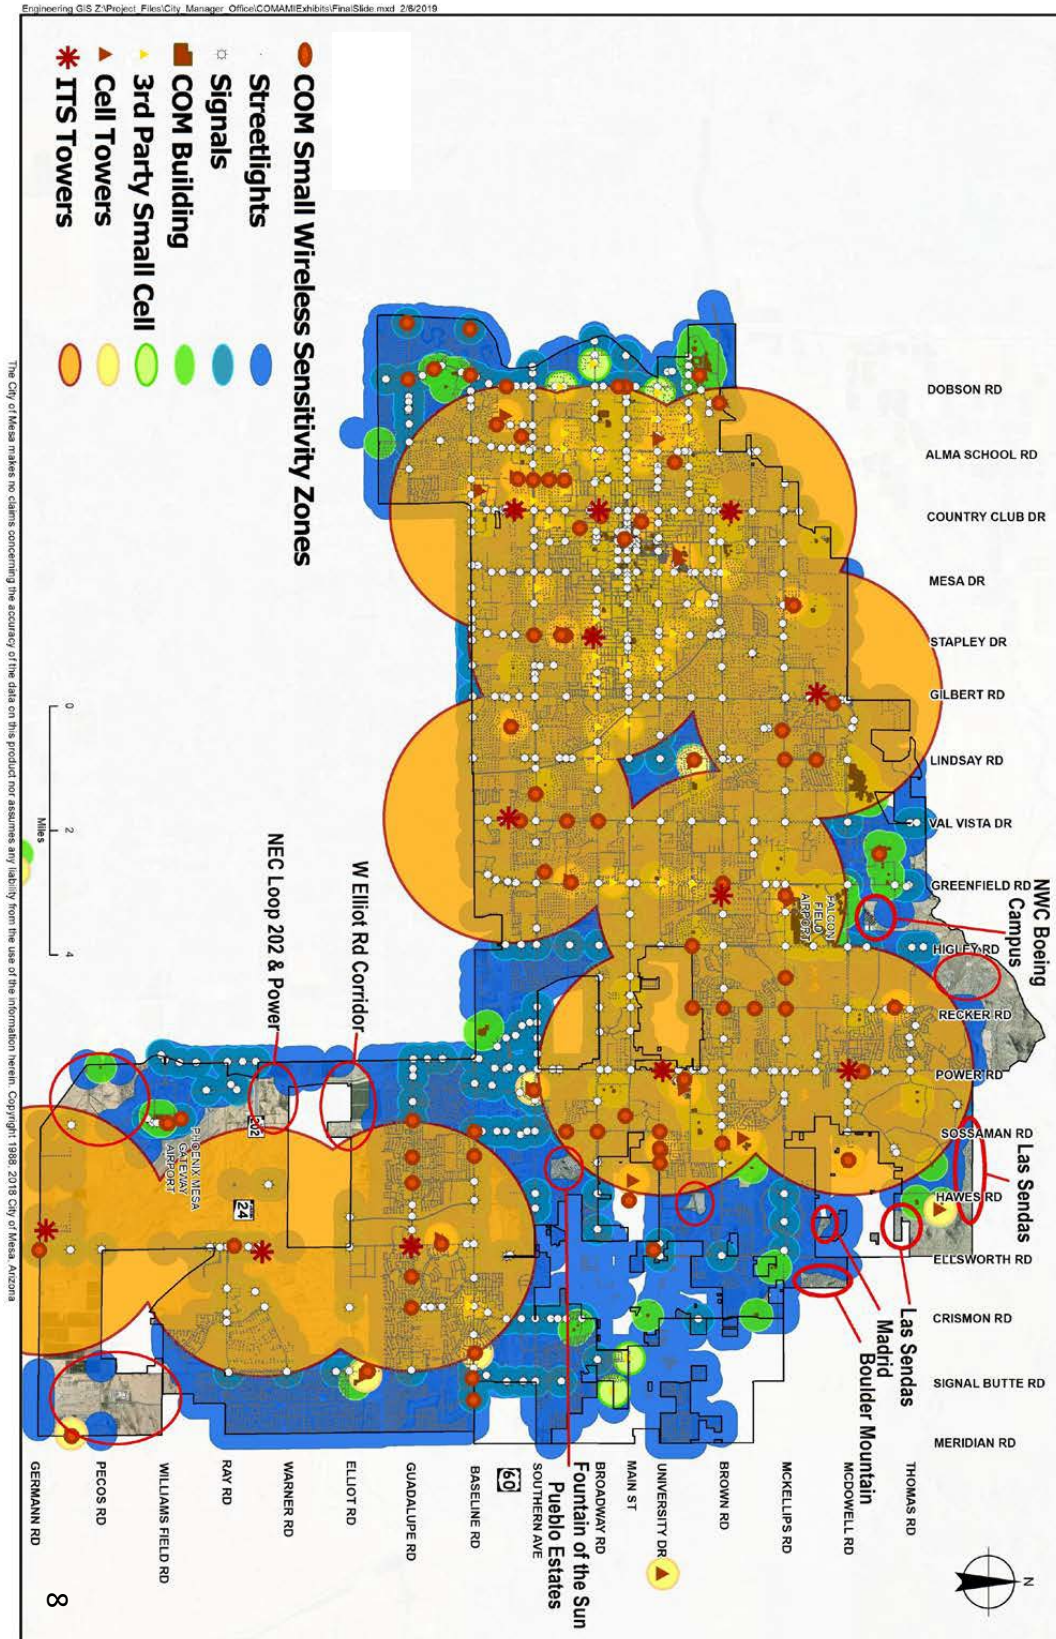 Engineering GIS Z:\Project_Files\City_Manager_Office\COMAMIExhibits\FinalSlide.mxd 2/6/2019
COM Small Wireless Sensitivity Zones
Streetlights
Signals
COM Building
3rd Party Small Cell
Cell Towers
ITS Towers
DOBSON RD
ALMA SCHOOL RD
COUNTRY CLUB DR
MESA DR
STAPLEY DR
GILBERT RD
LINDSAY RD
VAL VISTA DR
GREENFIELD RD
HIGLEY RD
RECKER RD
POWER RD
SOSSAMAN RD
HAWES RD
ELLSWORTH RD
CRISMON RD
SIGNAL BUTTE RD
MERIDIAN RD
NWC Boeing
Campus
Las Sendas
Las Sendas
Madrid
Boulder Mountain
FALCON
FIELD
AIRPORT
NEC Loop 202 & Power
W Elliot Rd Corridor
202
24
PHOENIX-MESA
GATEWAY
AIRPORT
Fountain of the Sun
Pueblo Estates
60
THOMAS RD
MCDOWELL RD
MCKELLIPS RD
BROWN RD
UNIVERSITY DR
MAIN ST
BROADWAY RD
SOUTHERN AVE
BASELINE RD
GUADALUPE RD
ELLIOT RD
WARNER RD
RAY RD
WILLIAMS FIELD RD
PECOS RD
GERMANN RD
0 2 4
Miles
N
The City of Mesa makes no claims concerning the accuracy of the data on this product nor assumes any liability from the use of the information herein. Copyright 1988, 2018 City of Mesa, Arizona
8